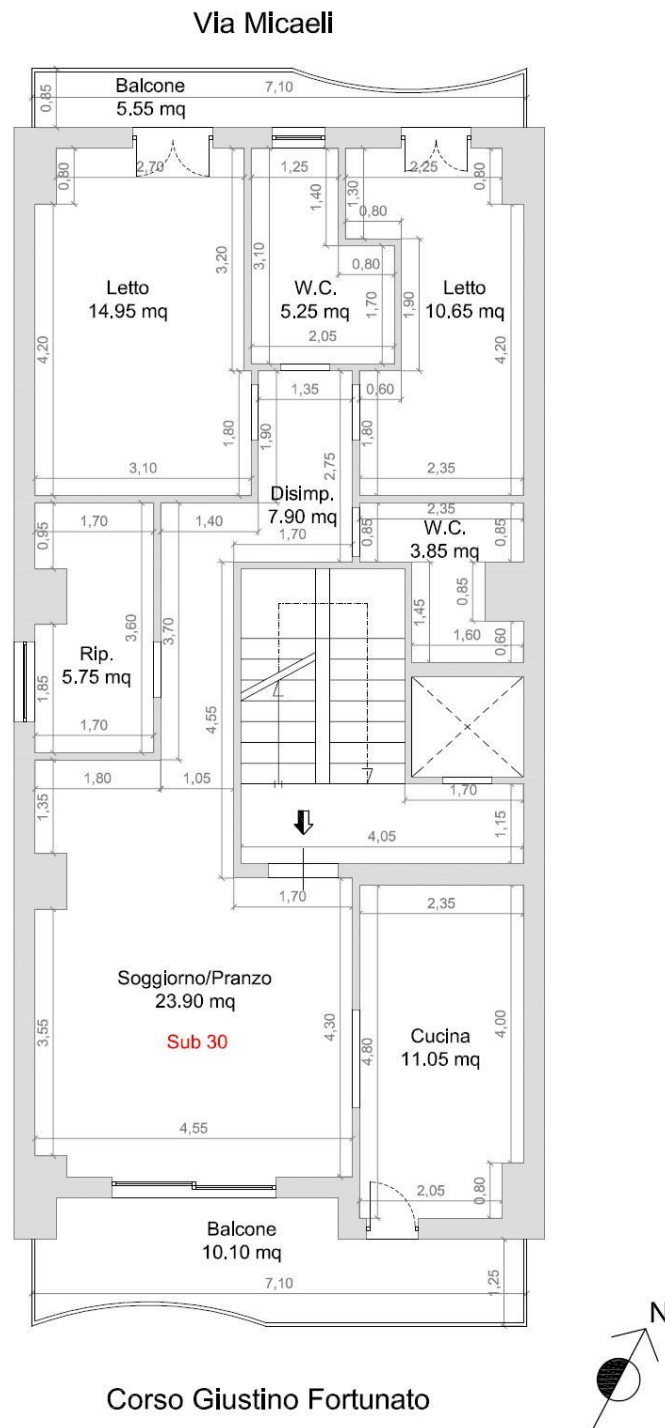 Via Micaeli
Balcone
5.55 mq
7,10
0,85
0,80
2,70
1,25
2,25
0,80
1,40
1,30
0,80
3,20
3,10
0,80
Letto
14.95 mq
W.C.
5.25 mq
Letto
10.65 mq
1,70
1,90
4,20
4,20
2,05
1,35
0,60
1,80
1,90
1,80
2,75
3,10
2,35
Disimp.
7.90 mq
0,95
1,70
1,40
1,70
2,35
0,85
W.C.
3.85 mq
0,85
0,85
1,45
1,60
0,60
3,60
3,70
Rip.
5.75 mq
1,85
1,70
4,55
1,80
1,05
1,35
1,70
1,15
4,05
1,70
2,35
Soggiorno/Pranzo
23.90 mq
Sub 30
3,55
4,30
4,80
4,00
Cucina
11.05 mq
4,55
2,05
0,80
Balcone
10.10 mq
7,10
1,25
N
Corso Giustino Fortunato